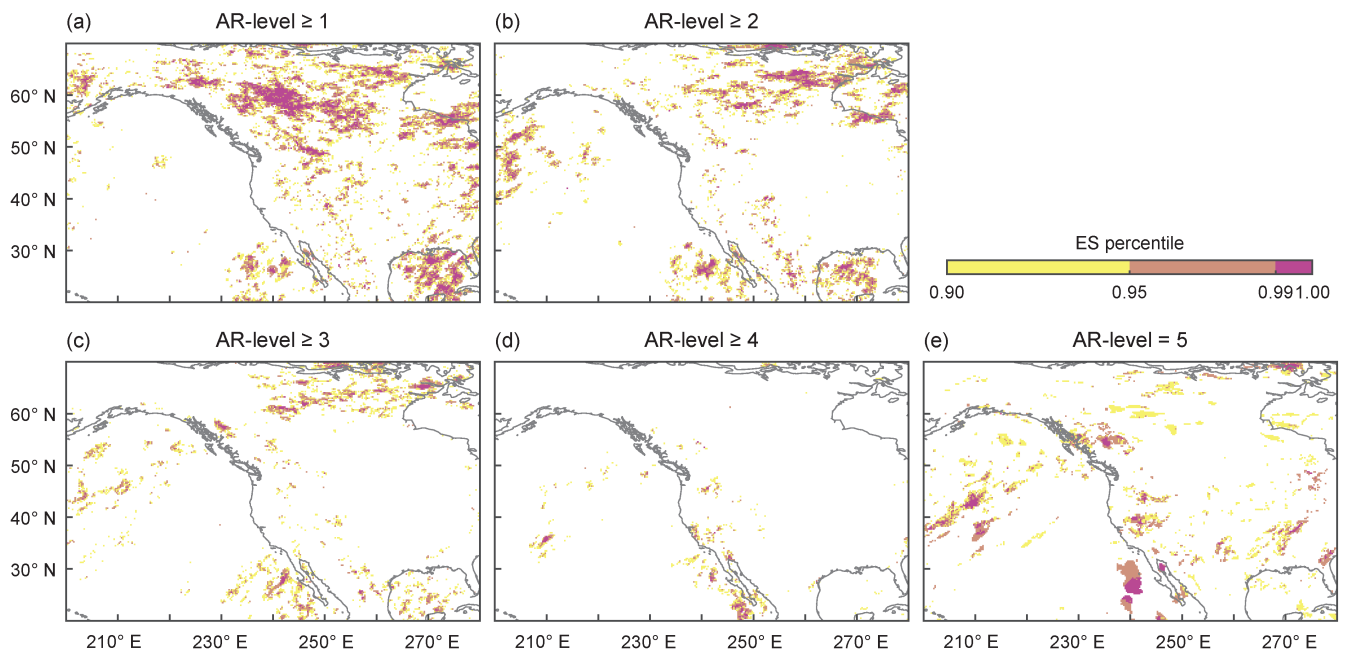 (a) AR-level ≥ 1
(b) AR-level ≥ 2
60° N
50° N
40° N
30° N
ES percentile
0.90 0.95 0.991.00
(c) AR-level ≥ 3
(d) AR-level ≥ 4
(e) AR-level = 5
60° N
50° N
40° N
30° N
210° E 230° E 250° E 270° E
210° E 230° E 250° E 270° E
210° E 230° E 250° E 270° E